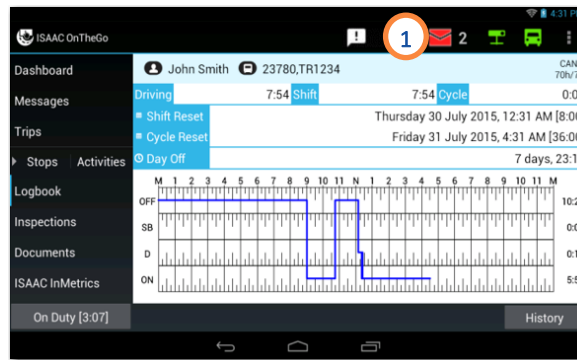 4:31 P
ISAAC OnTheGo
1
2
Dashboard
Messages
Trips
Stops Activities
Logbook
Inspections
Documents
ISAAC InMetrics
On Duty [3:07]
John Smith 23780,TR1234
CAN
70h/7
Driving 7:54 Shift 7:54 Cycle 0:0
Shift Reset Thursday 30 July 2015, 12:31 AM [8:00
Cycle Reset Friday 31 July 2015, 4:31 AM [36:00
Day Off 7 days, 23:1
M 1 2 3 4 5 6 7 8 9 10 11 N 1 2 3 4 5 6 7 8 9 10 11 M
OFF 10:2
SB 0:0
D 0:1
ON 5:5
History